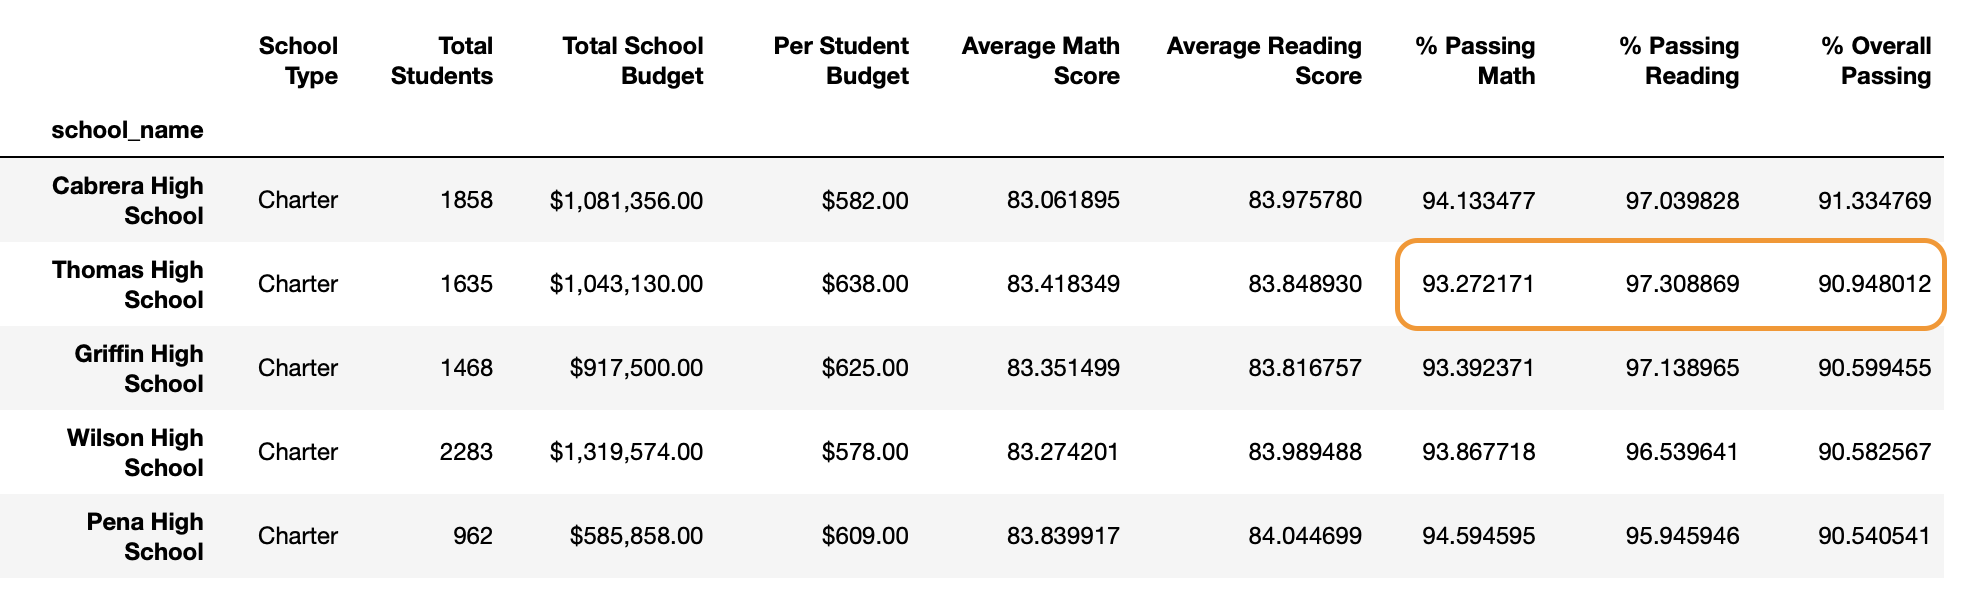 School Total Total School Per Student Average Math Average Reading % Passing % Passing % Overall
Type Students Budget Budget Score Score Math Reading Passing
school_name
Cabrera High
School Charter 1858 $1,081,356.00 $582.00 83.061895 83.975780 94.133477 97.039828 91.334769
Thomas High
School Charter 1635 $1,043,130.00 $638.00 83.418349 83.848930 93.272171 97.308869 90.948012
Griffin High
School Charter 1468 $917,500.00 $625.00 83.351499 83.816757 93.392371 97.138965 90.599455
Wilson High
School Charter 2283 $1,319,574.00 $578.00 83.274201 83.989488 93.867718 96.539641 90.582567
Pena High
School Charter 962 $585,858.00 $609.00 83.839917 84.044699 94.594595 95.945946 90.540541